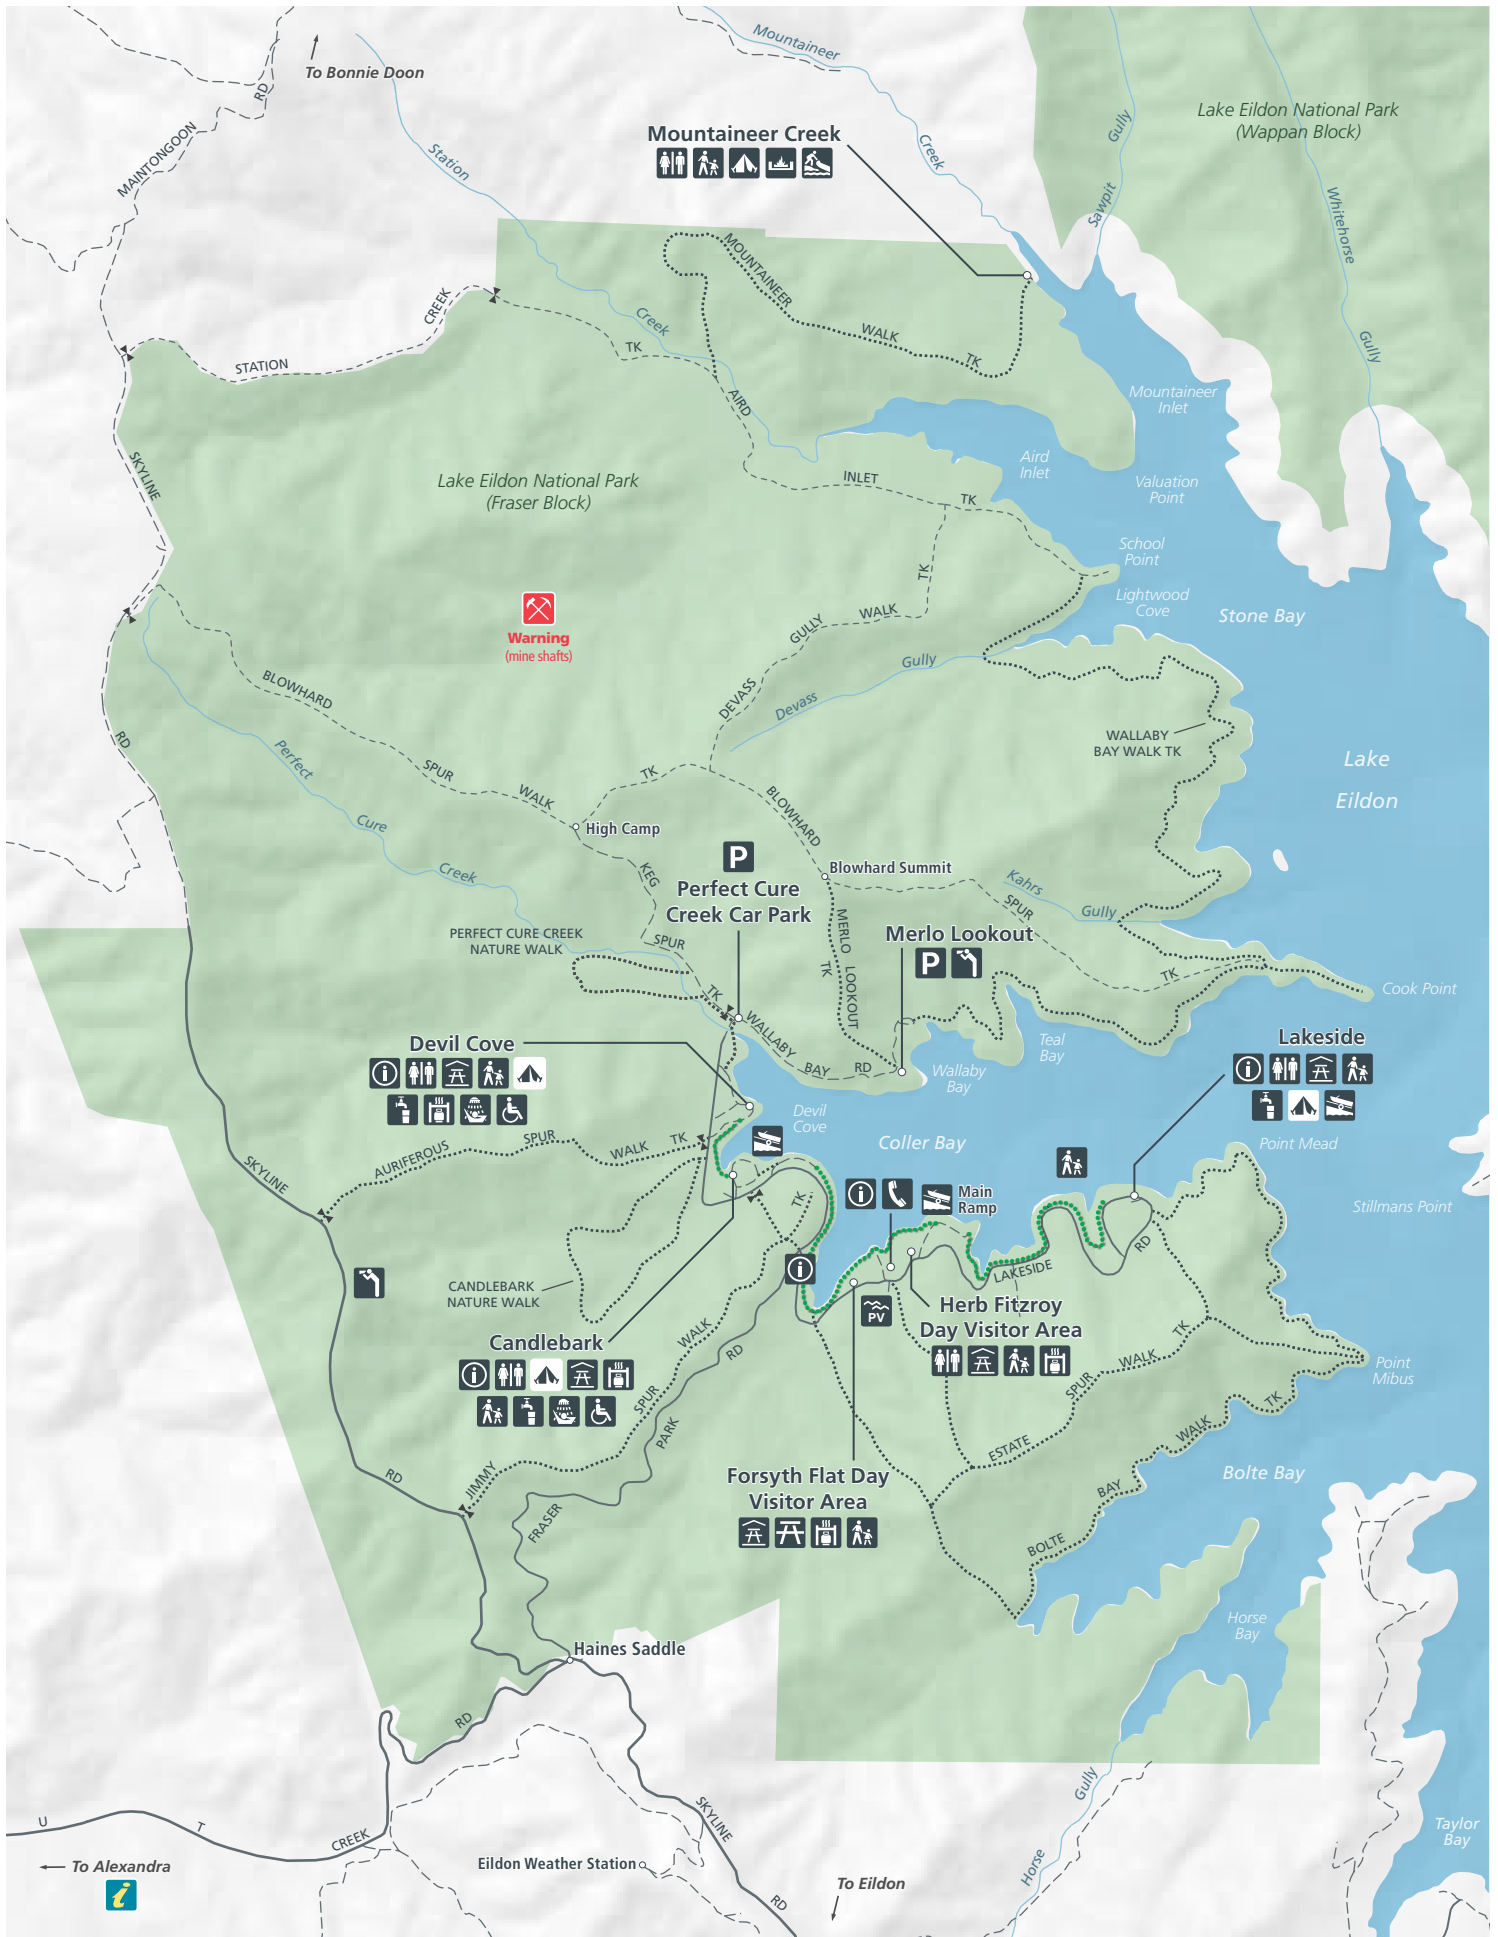 To Bonnie Doon
Mountaineer
Creek
Mountaineer Creek
Lake Eildon National Park
(Wappan Block)
Sawpit
Gully
Whitehorse
Gully
RD
MAINTONGOON
Station
Creek
MOUNTAINEER
WALK
TK
STATION
CREEK
TK
AIRD
INLET
TK
Mountaineer
Inlet
Aird
Inlet
Valuation
Point
SKYLINE
RD
Lake Eildon National Park
(Fraser Block)
School
Point
Lightwood
Cove
Stone Bay
Warning
(mine shafts)
DEVASS
GULLY
WALK
TK
Devass
Gully
BLOWHARD
SPUR
WALK
TK
Perfect
Cure
Creek
WALLABY
BAY WALK TK
Lake
Eildon
High Camp
KEG
SPUR
TK
BLOWHARD
Blowhard Summit
P
Perfect Cure
Creek Car Park
Kahrs
Gully
SPUR
TK
PERFECT CURE CREEK
NATURE WALK
MERLO
LOOKOUT
TK
Merlo Lookout
P
Cook Point
WALLABY
BAY
RD
Teal
Bay
Wallaby
Bay
Devil Cove
Devil
Cove
Coller Bay
Lakeside
Point Mead
Stillmans Point
AURIFEROUS
SPUR
WALK
TK
SKYLINE
RD
Main
Ramp
CANDLEBARK
NATURE WALK
Candlebark
TK
PV
LAKESIDE
RD
Herb Fitzroy
Day Visitor Area
Point
Mibus
JIMMY
SPUR
WALK
FRASER
PARK
RD
ESTATE
SPUR
WALK
TK
BOLTE
BAY
WALK
TK
Bolte Bay
Forsyth Flat Day
Visitor Area
Horse
Bay
Haines Saddle
RD
SKYLINE
RD
U
T
CREEK
To Alexandra
i
Eildon Weather Station
To Eildon
Horse
Gully
Taylor
Bay